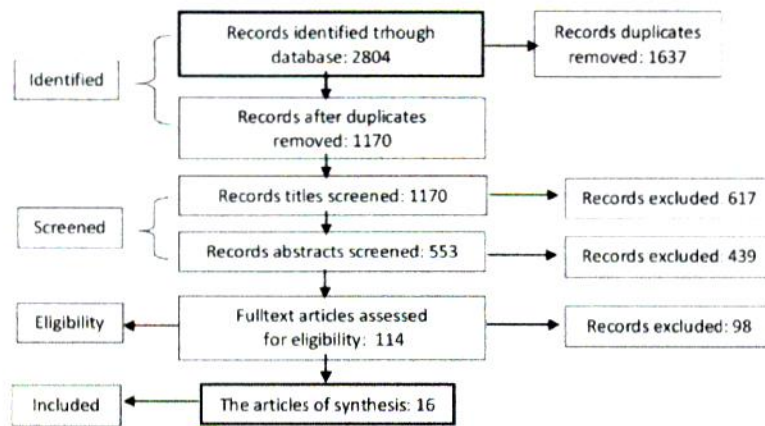 Records identified trhough
database: 2804
Records duplicates
removed: 1637
Identified
Records after duplicates
removed: 1170
Records titles screened: 1170
Records excluded: 617
Screened
Records abstracts screened: 553
Records excluded: 439
Fulltext articles assessed
for eligibility: 114
Eligibility
Records excluded: 98
Included
The articles of synthesis: 16